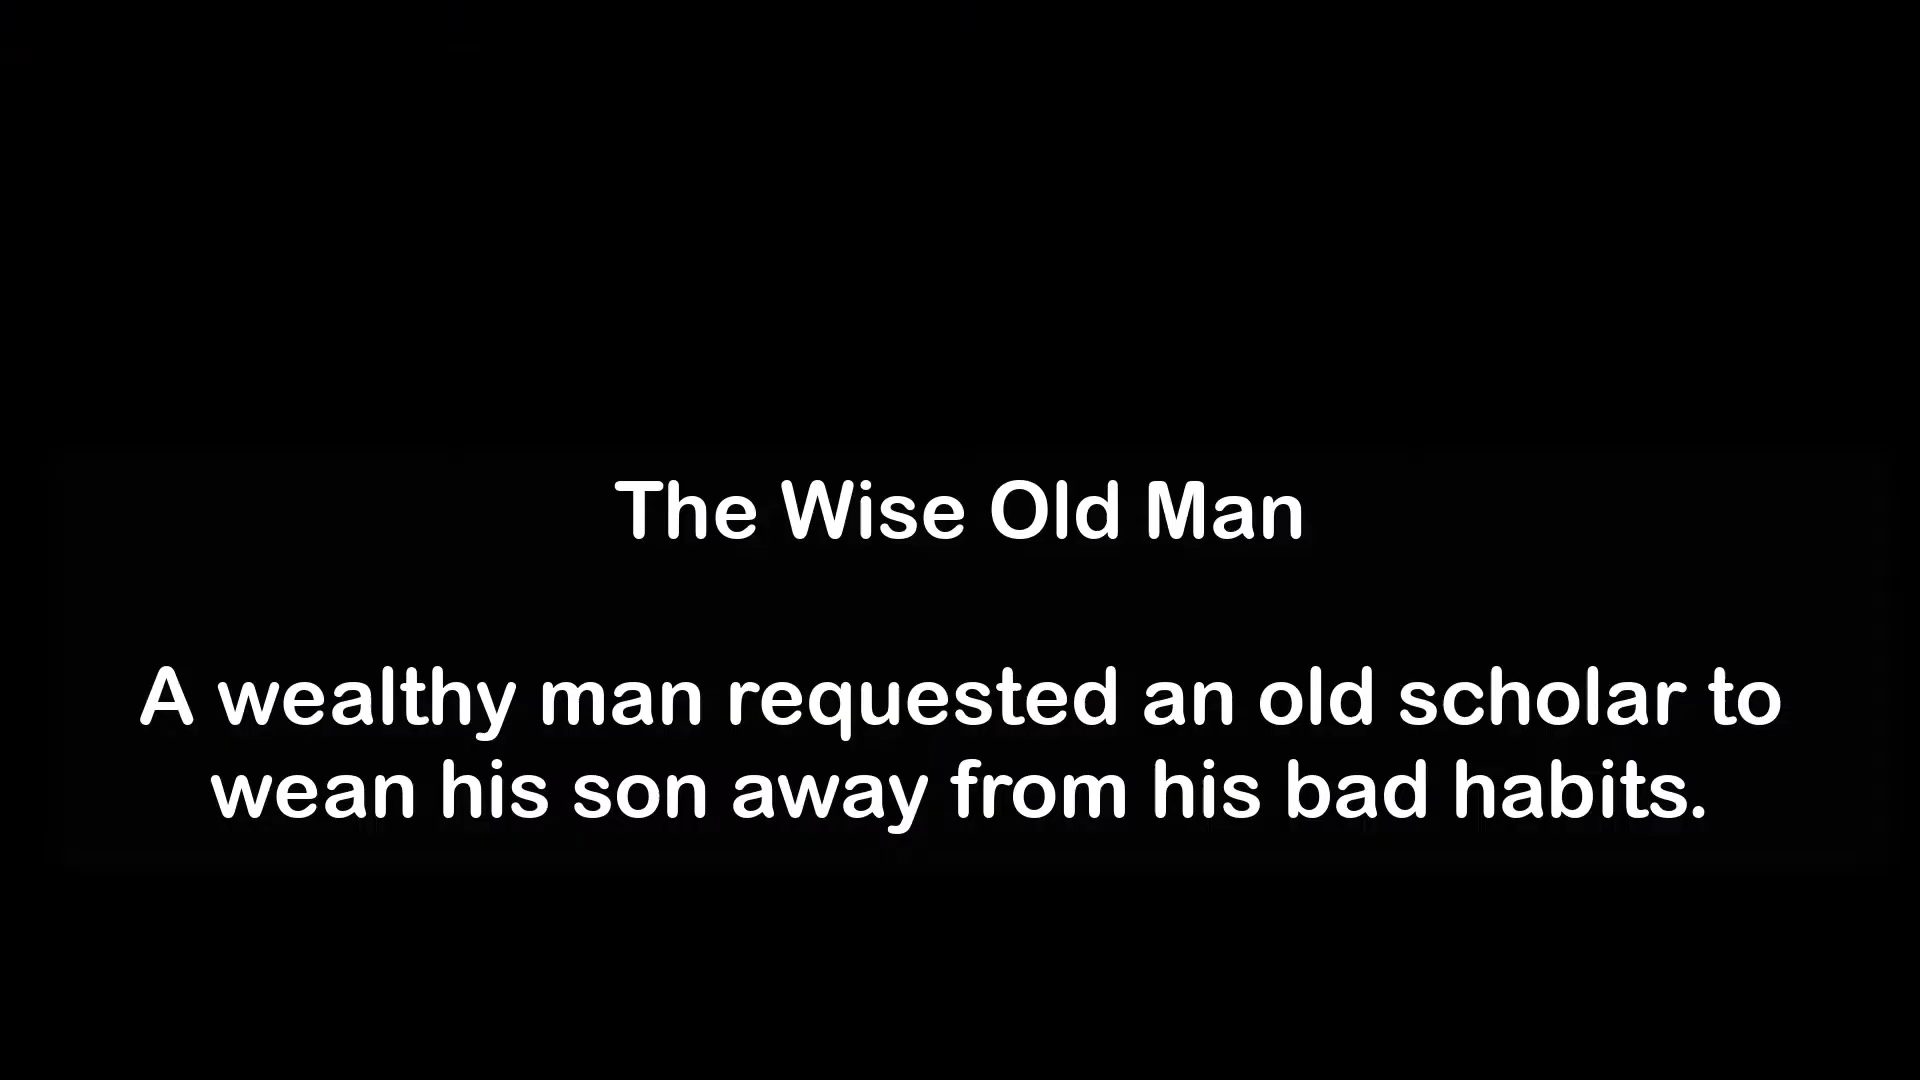 The Wise Old Man
A wealthy man requested an old scholar to
wean his son away from his bad habits.